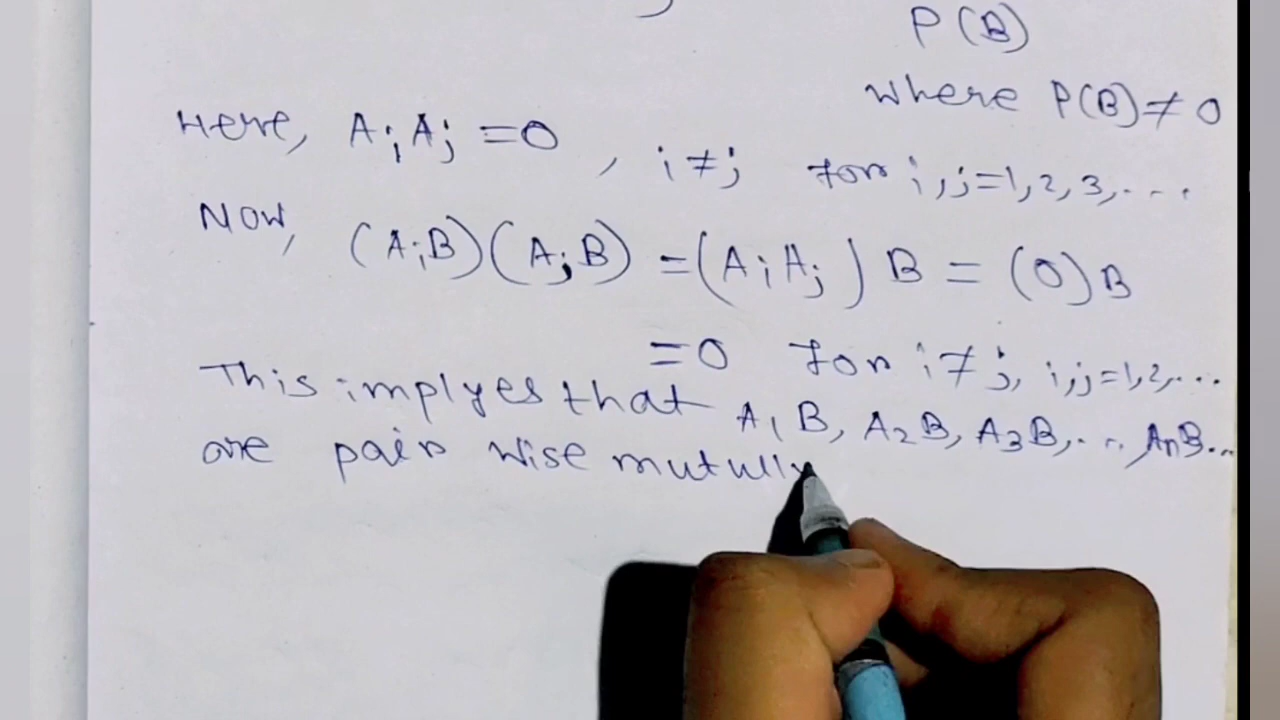 P(B)
where P(B)≠0
Here, AiAj =0 , i≠j for i,j=1,2,3,...
Now, (AiB)(AjB) =(AiAj) B = (0)B
=0 for i≠j, i,j=1,2,...
This implyes that A1B, A2B, A3B,..., AnB...
are pair wise mutully